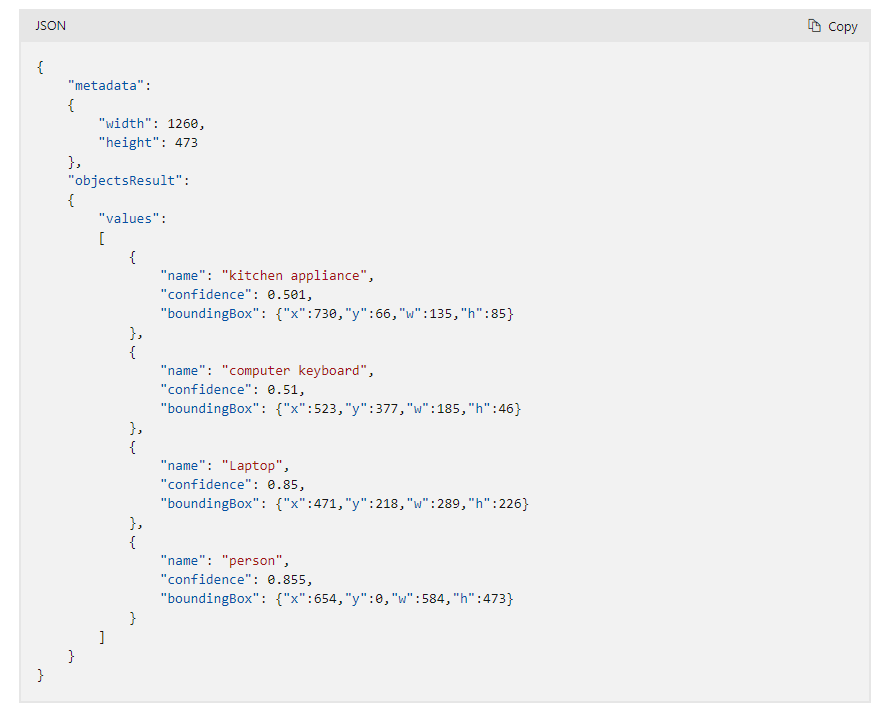 JSON
Copy
{
    "metadata":
    {
        "width": 1260,
        "height": 473
    },
    "objectsResult":
    {
        "values":
        [
            {
                "name": "kitchen appliance",
                "confidence": 0.501,
                "boundingBox": {"x":730,"y":66,"w":135,"h":85}
            },
            {
                "name": "computer keyboard",
                "confidence": 0.51,
                "boundingBox": {"x":523,"y":377,"w":185,"h":46}
            },
            {
                "name": "Laptop",
                "confidence": 0.85,
                "boundingBox": {"x":471,"y":218,"w":289,"h":226}
            },
            {
                "name": "person",
                "confidence": 0.855,
                "boundingBox": {"x":654,"y":0,"w":584,"h":473}
            }
        ]
    }
}